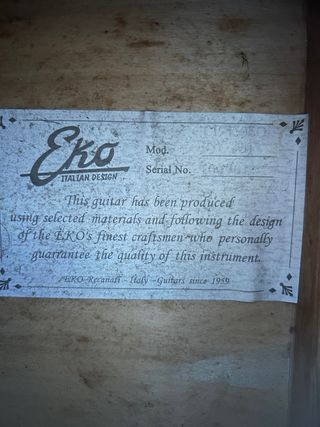 Eko
ITALIAN DESIGN
Mod.
Serial No.
This guitar has been produced
using selected materials and following the design
of the EKO's finest craftsmen who personally
guarrantee the quality of this instrument.
EKO-Recanati - Italy - Guitars since 1959